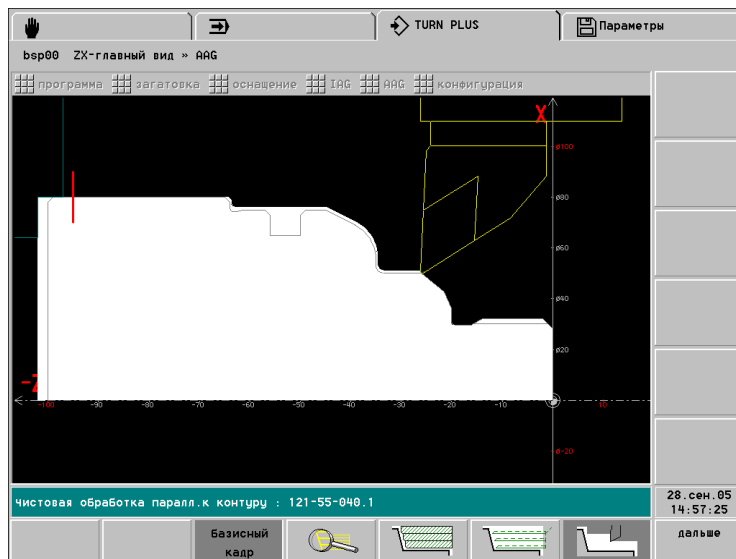 TURN PLUS
Параметры
bsp00 ZX-главный вид » AAG
программа загатовка оснащение IAG AAG конфигурация
X
ø100
ø80
ø60
ø40
ø20
-Z
-100 -90 -80 -70 -60 -50 -40 -30 -20 -10 10
ø-20
Чистовая обработка паралл.к контуру : 121-55-040.1
28.сен.05
14:57:25
Базисный
кадр
дальше